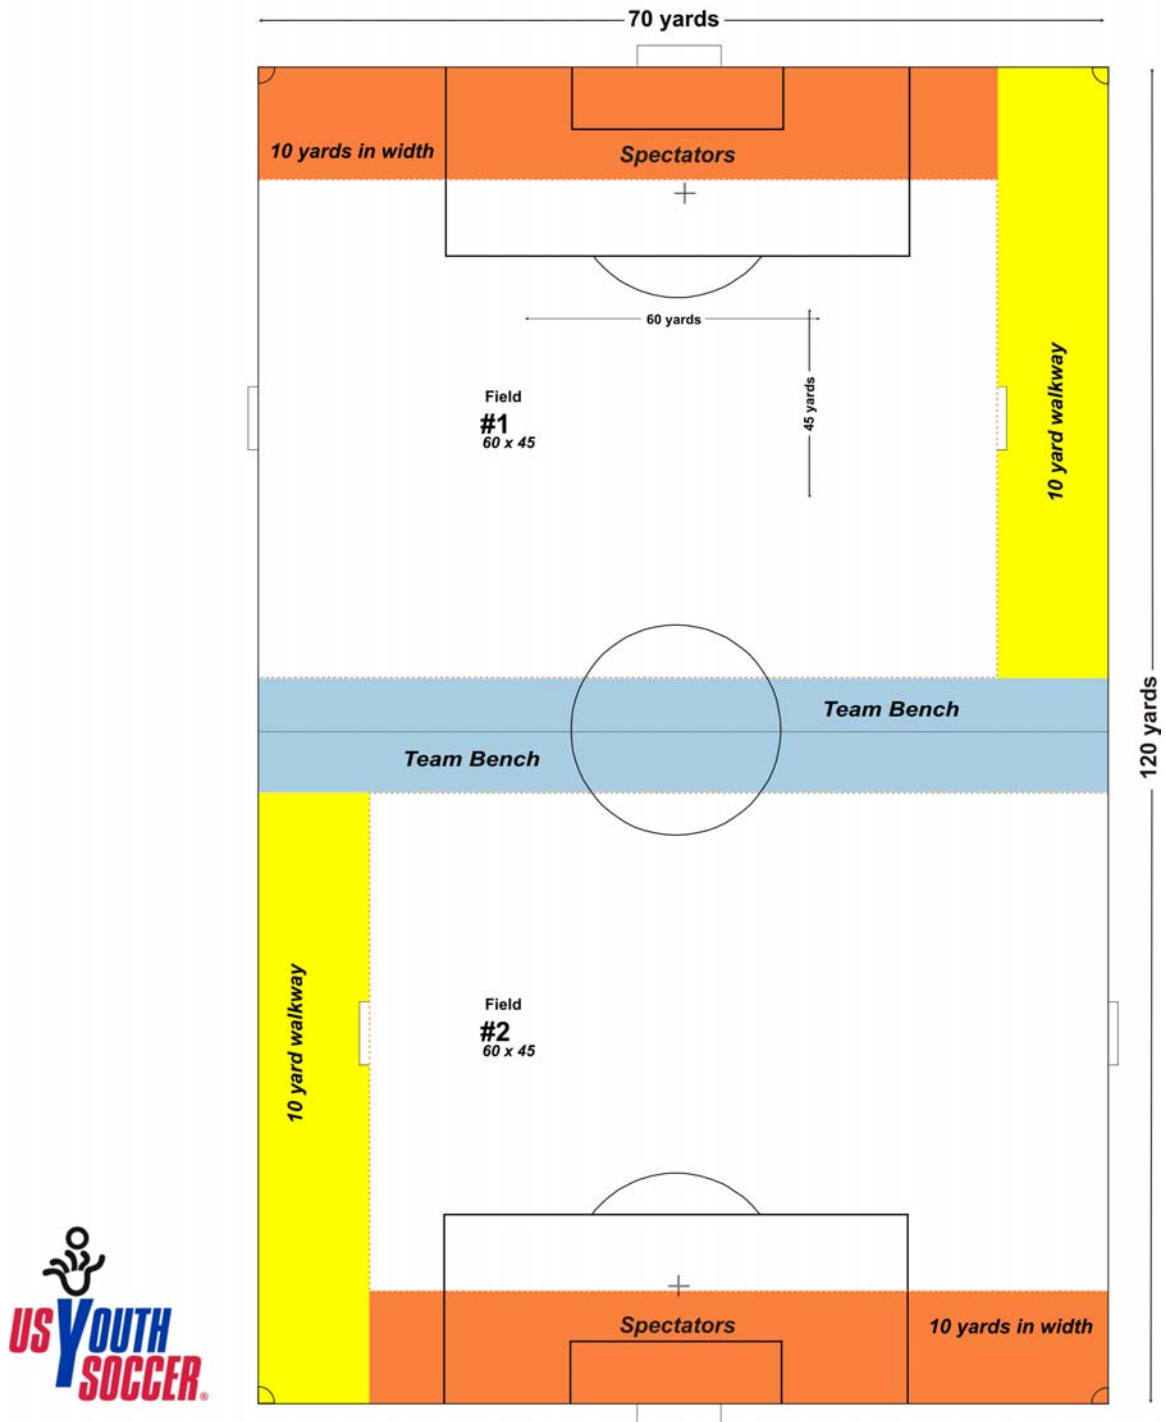 70 yards
10 yards in width
Spectators
60 yards
45 yards
Field
#1
60 x 45
10 yard walkway
Team Bench
Team Bench
120 yards
Field
#2
60 x 45
10 yard walkway
Spectators
10 yards in width
US YOUTH
SOCCER®